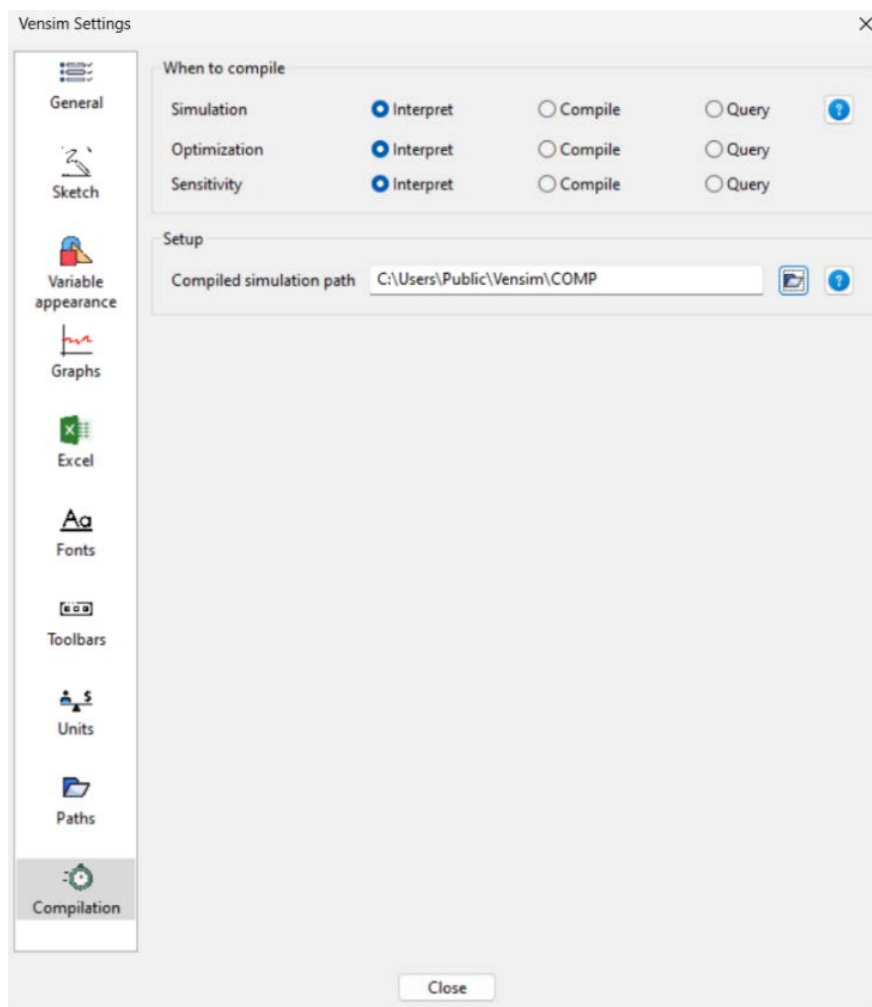 Vensim Settings
General
Sketch
Variable
appearance
Graphs
Excel
Fonts
Toolbars
Units
Paths
Compilation
When to compile
Simulation Interpret Compile Query
Optimization Interpret Compile Query
Sensitivity Interpret Compile Query
Setup
Compiled simulation path C:\Users\Public\Vensim\COMP
Close